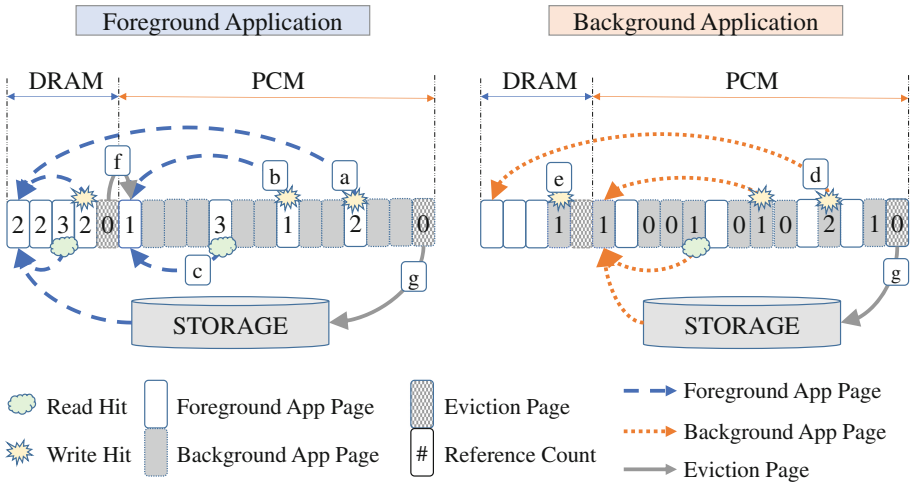 Foreground Application
Background Application
DRAM
PCM
DRAM
PCM
f
b
a
e
d
2 2 3 2 0 1 3 1 2 0
1 1 0 0 1 0 1 0 2 1 0
c
g
g
STORAGE
STORAGE
Read Hit
Foreground App Page
Eviction Page
Foreground App Page
Background App Page
Write Hit
Background App Page
# Reference Count
Eviction Page